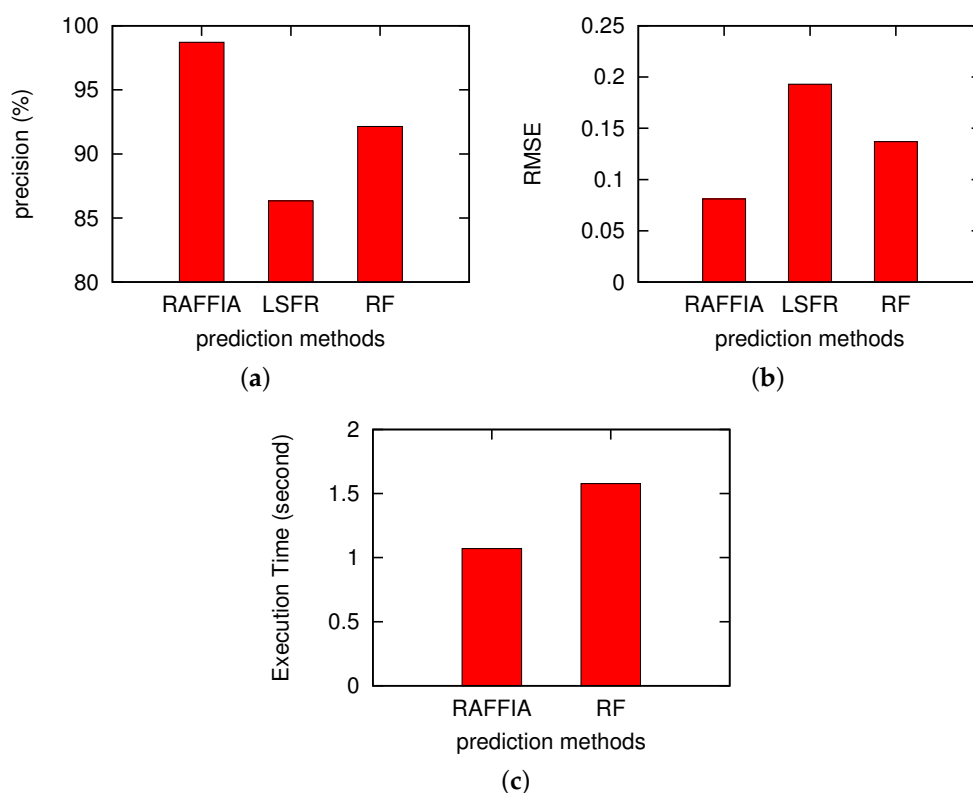 100
95
90
85
80
precision (%)
RAFFIA LSFR RF
prediction methods
(a)
0.25
0.2
0.15
0.1
0.05
0
RMSE
RAFFIA LSFR RF
prediction methods
(b)
2
1.5
1
0.5
0
Execution Time (second)
RAFFIA RF
prediction methods
(c)